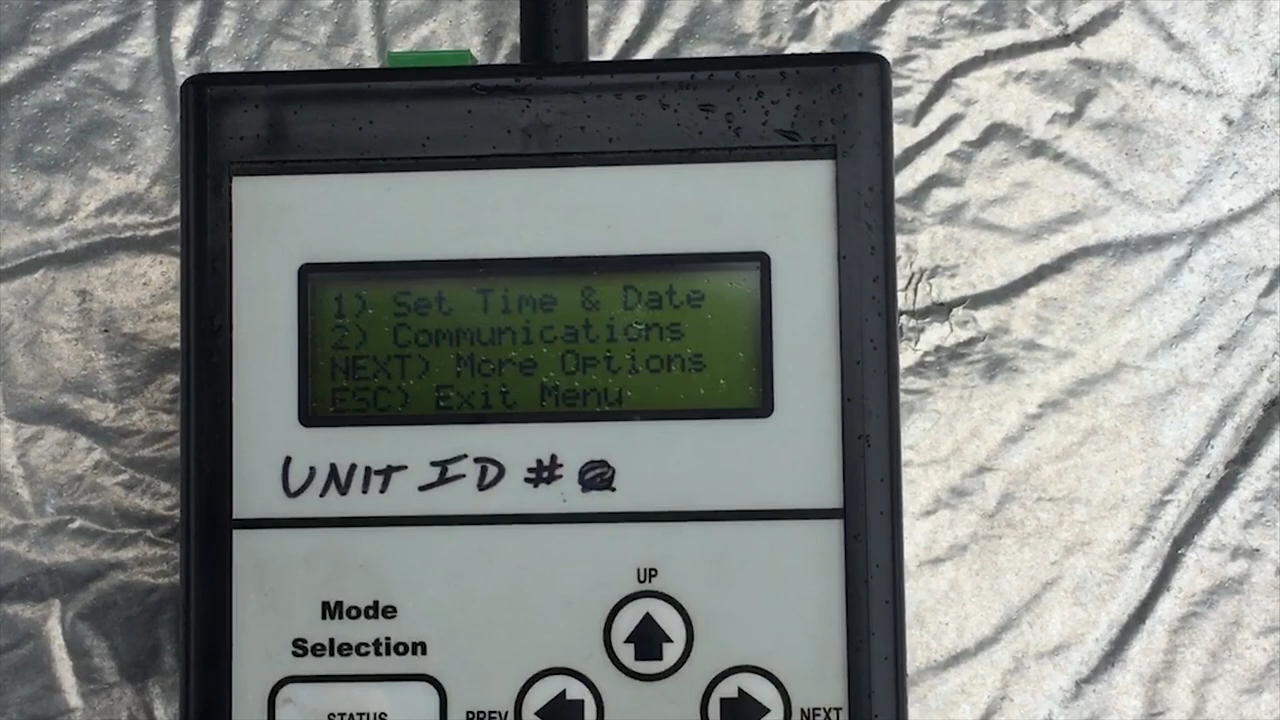 1) Set Time & Date
2) Communications
NEXT) More Options
ESC) Exit Menu
UNIT ID #
UP
Mode
Selection
STATUS
PREV
NEXT